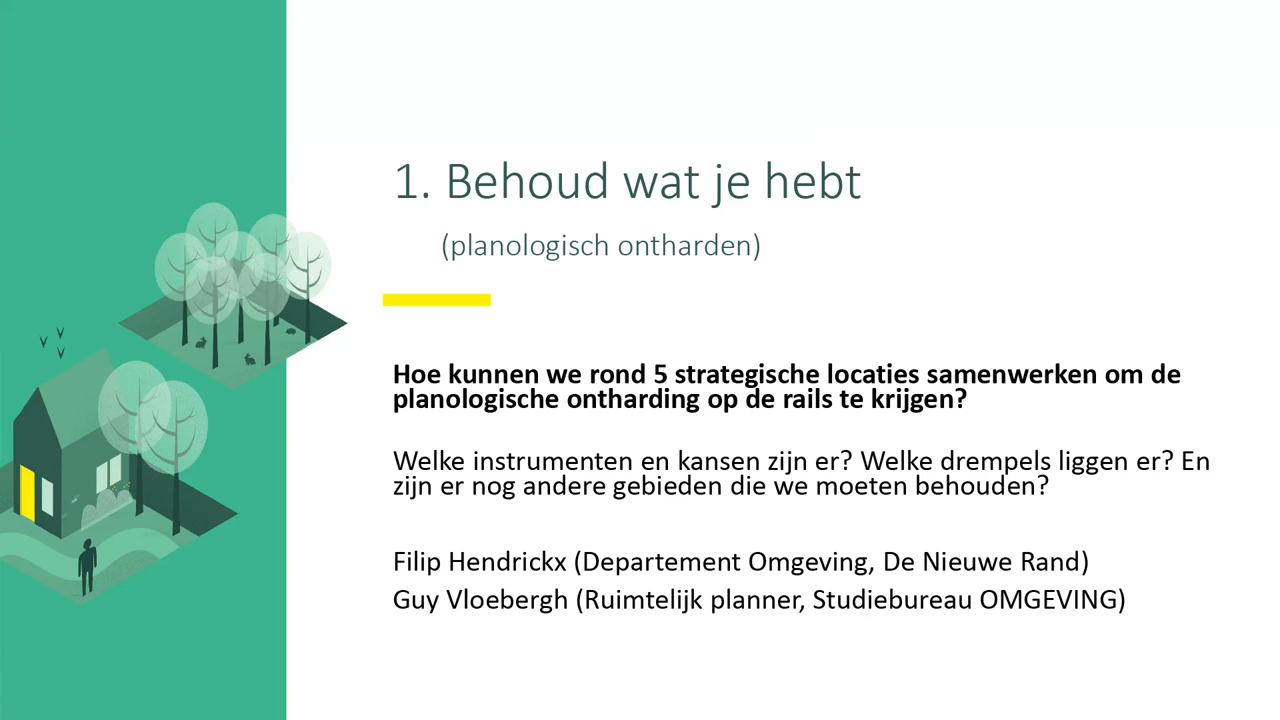 1. Behoud wat je hebt
(planologisch ontharden)
Hoe kunnen we rond 5 strategische locaties samenwerken om de
planologische ontharding op de rails te krijgen?
Welke instrumenten en kansen zijn er? Welke drempels liggen er? En
zijn er nog andere gebieden die we moeten behouden?
Filip Hendrickx (Departement Omgeving, De Nieuwe Rand)
Guy Vloebergh (Ruimtelijk planner, Studiebureau OMGEVING)